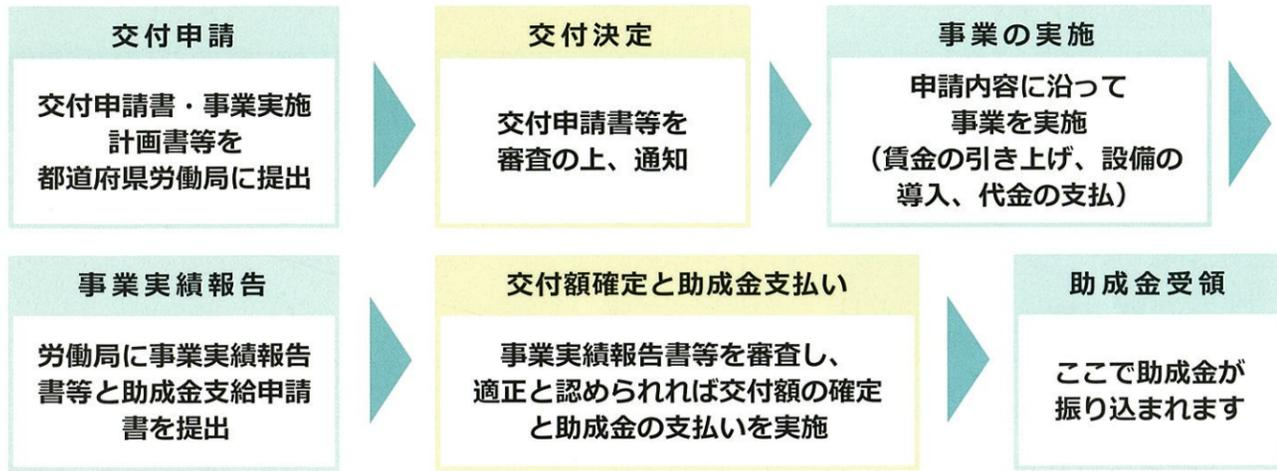 交付申請
交付申請書・事業実施
計画書等を
都道府県労働局に提出
交付決定
交付申請書等を
審査の上、通知
事業の実施
申請内容に沿って
事業を実施
（賃金の引き上げ、設備の
導入、代金の支払）
事業実績報告
労働局に事業実績報告
書等と助成金支給申請
書を提出
交付額確定と助成金支払い
事業実績報告書等を審査し、
適正と認められれば交付額の確定
と助成金の支払いを実施
助成金受領
ここで助成金が
振り込まれます